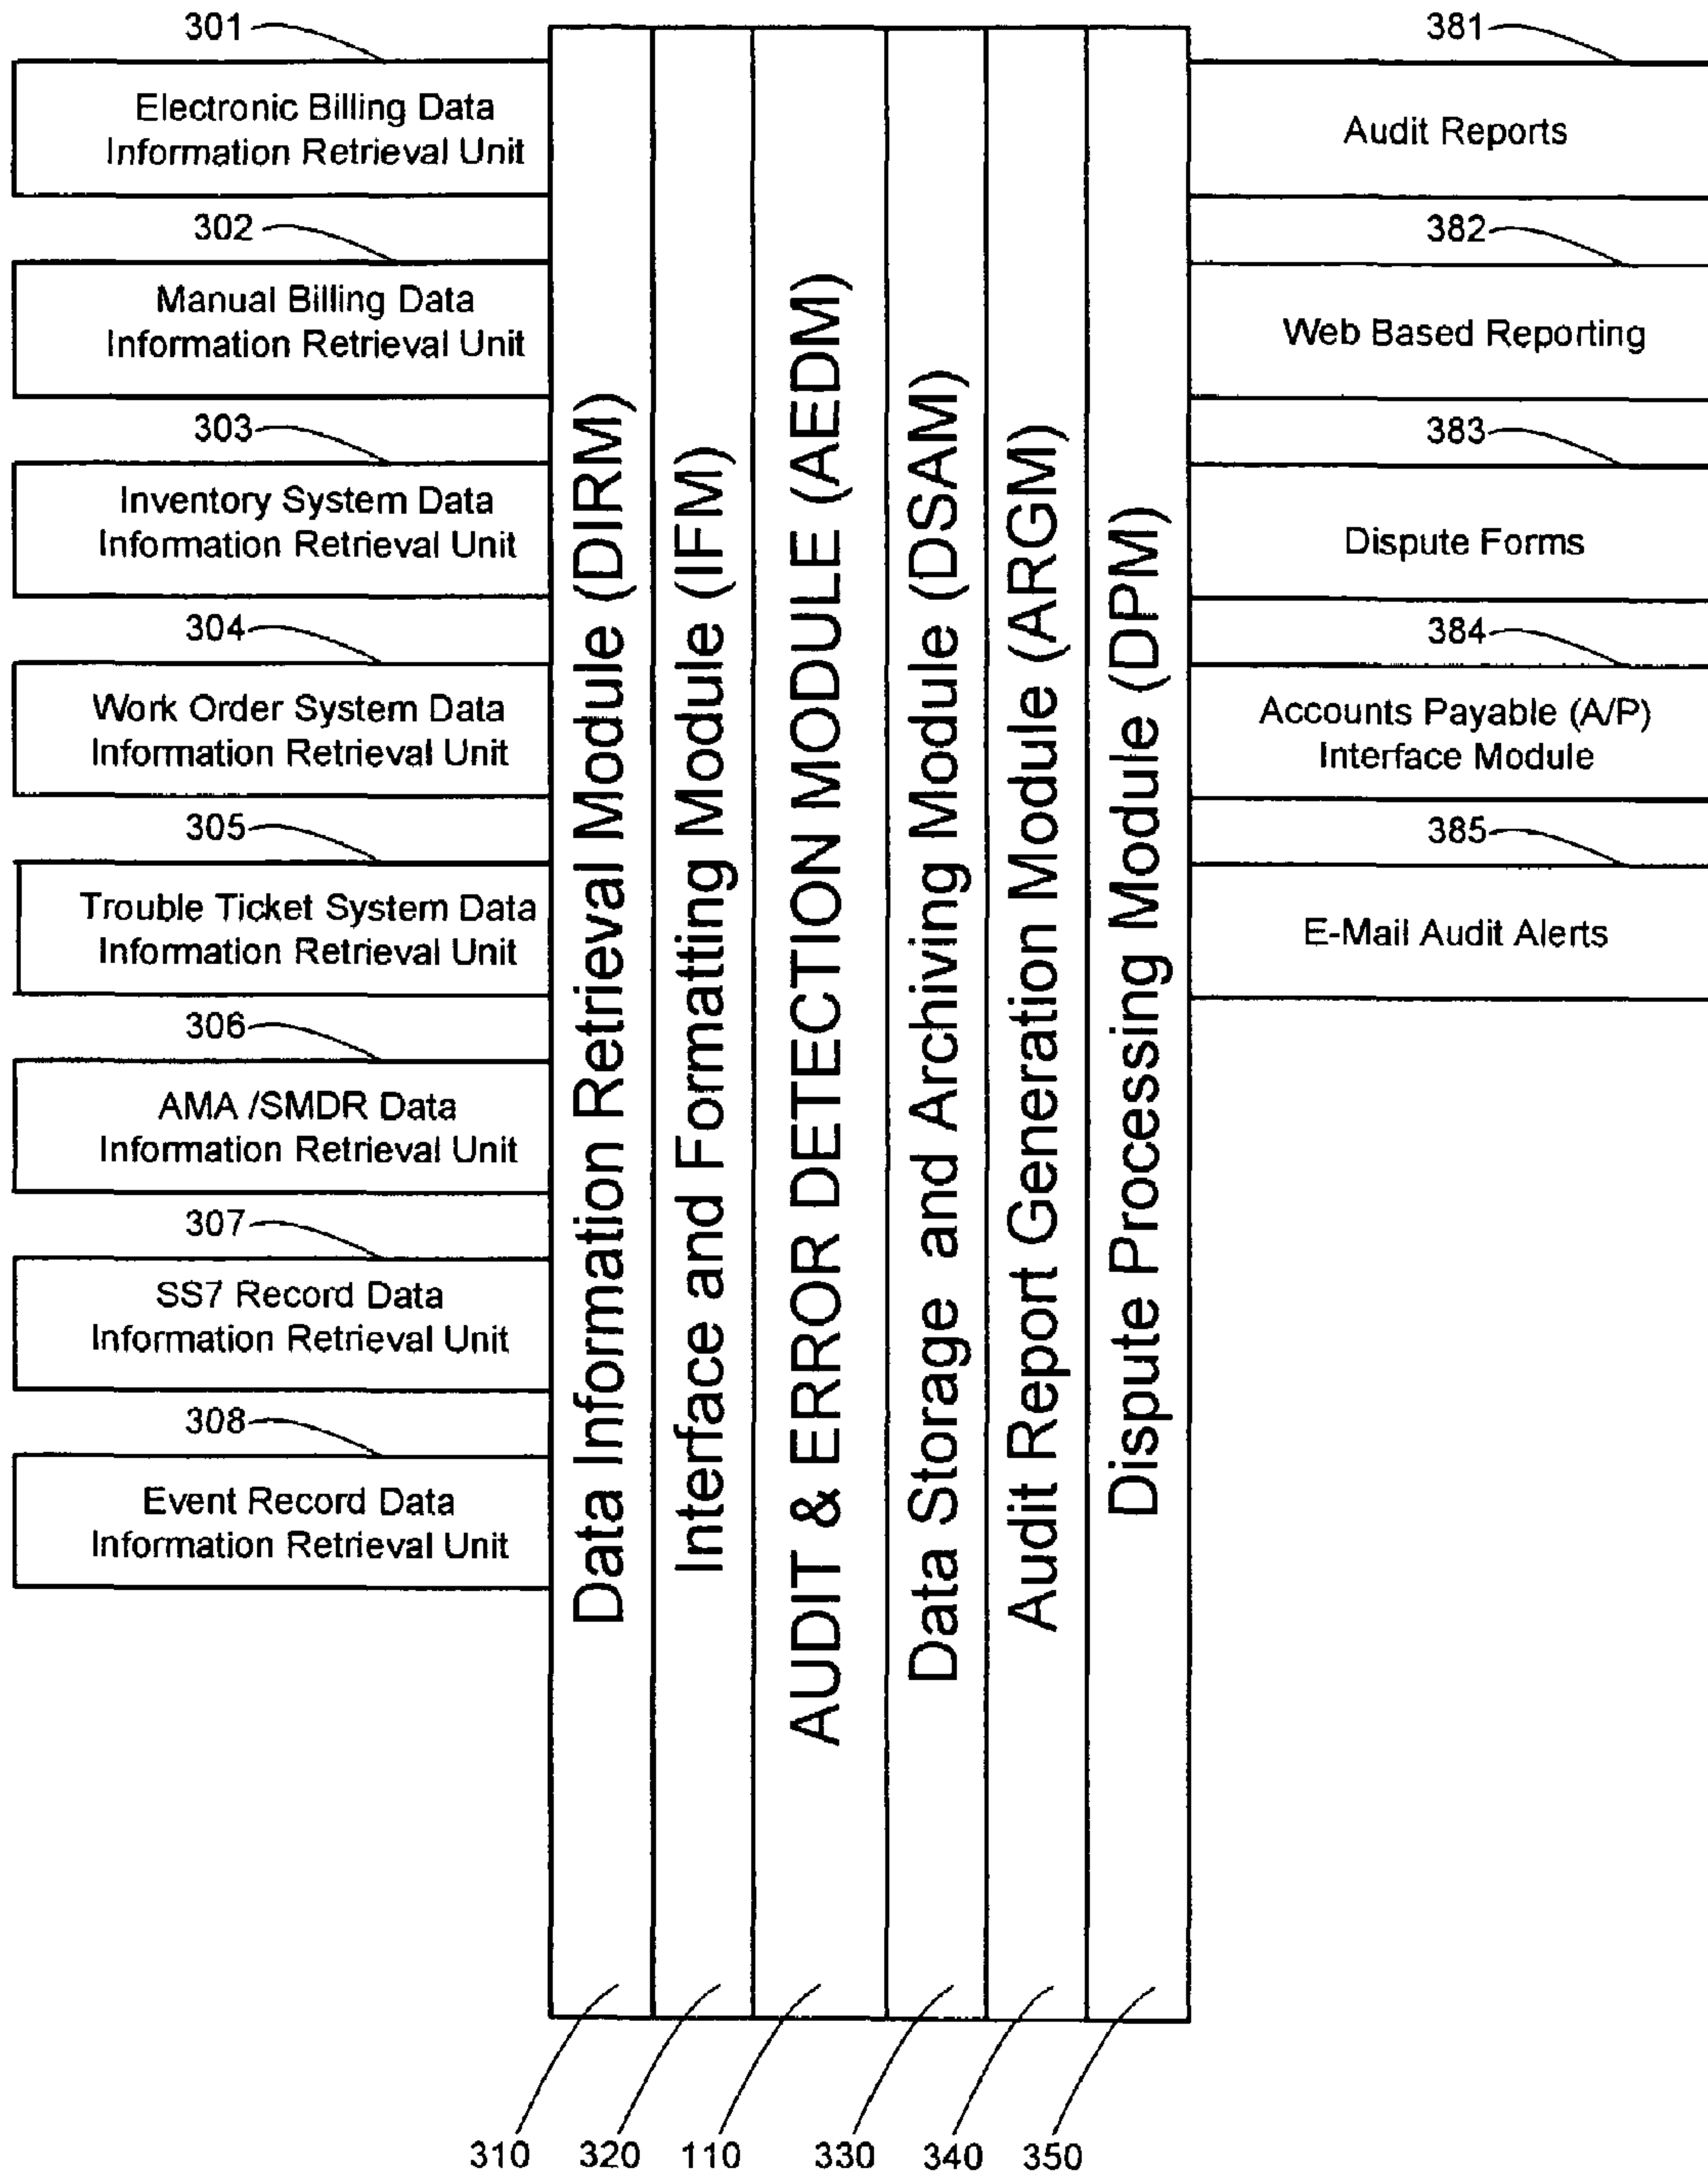 301
Electronic Billing Data
Information Retrieval Unit
302
Manual Billing Data
Information Retrieval Unit
303
Inventory System Data
Information Retrieval Unit
304
Work Order System Data
Information Retrieval Unit
305
Trouble Ticket System Data
Information Retrieval Unit
306
AMA /SMDR Data
Information Retrieval Unit
307
SS7 Record Data
Information Retrieval Unit
308
Event Record Data
Information Retrieval Unit
Data Information Retrieval Module (DIRM)
Interface and Formatting Module (IFM)
AUDIT & ERROR DETECTION MODULE (AEDM)
Data Storage and Archiving Module (DSAM)
Audit Report Generation Module (ARGM)
Dispute Processing Module (DPM)
381
Audit Reports
382
Web Based Reporting
383
Dispute Forms
384
Accounts Payable (A/P)
Interface Module
385
E-Mail Audit Alerts
310 320 110 330 340 350